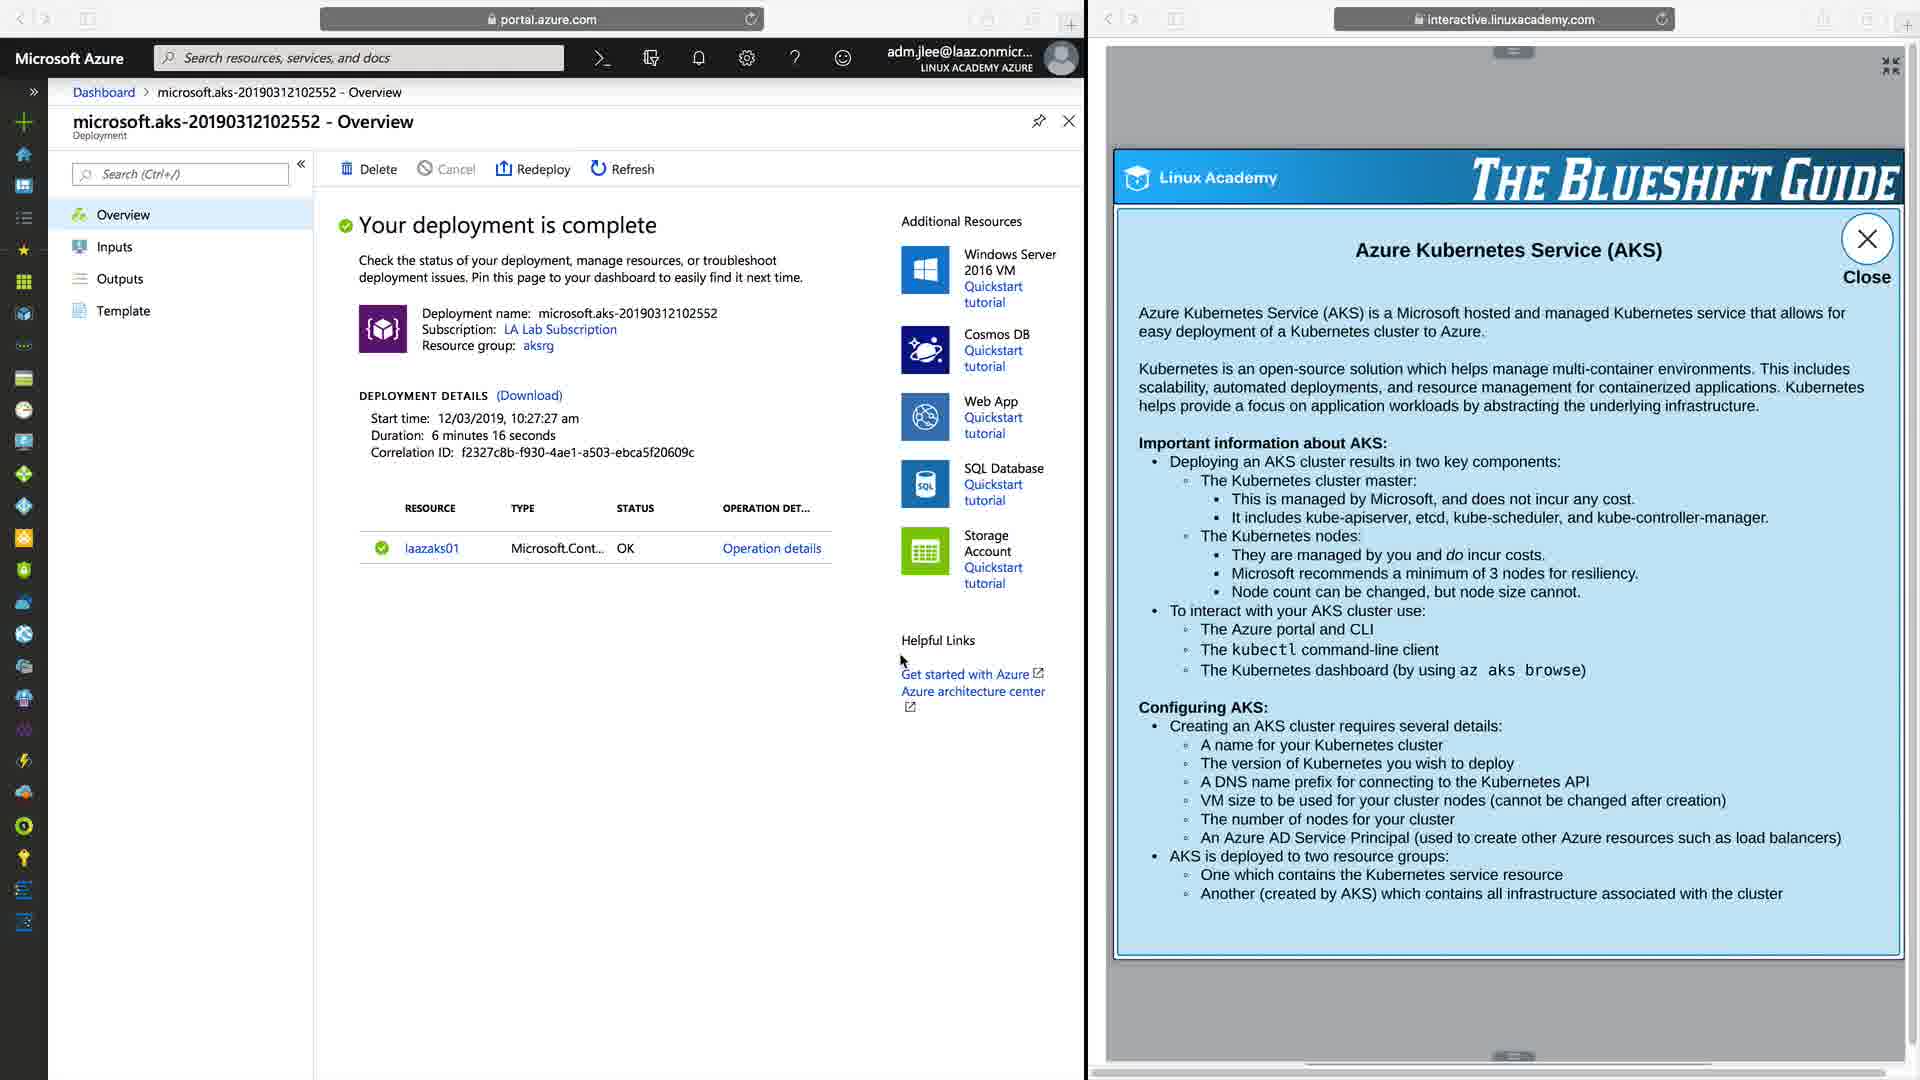 portal.azure.com
Microsoft Azure
Search resources, services, and docs
adm.jlee@laaz.onmicr...
LINUX ACADEMY AZURE
Dashboard > microsoft.aks-20190312102552 - Overview
microsoft.aks-20190312102552 - Overview
Deployment
Search (Ctrl+/)
Overview
Inputs
Outputs
Template
Delete
Cancel
Redeploy
Refresh
Your deployment is complete
Check the status of your deployment, manage resources, or troubleshoot
deployment issues. Pin this page to your dashboard to easily find it next time.
Deployment name: microsoft.aks-20190312102552
Subscription: LA Lab Subscription
Resource group: aksrg
DEPLOYMENT DETAILS (Download)
Start time: 12/03/2019, 10:27:27 am
Duration: 6 minutes 16 seconds
Correlation ID: f2327c8b-f930-4ae1-a503-ebca5f20609c
RESOURCE TYPE STATUS OPERATION DET...
laazaks01 Microsoft.Cont... OK Operation details
Additional Resources
Windows Server
2016 VM
Quickstart
tutorial
Cosmos DB
Quickstart
tutorial
Web App
Quickstart
tutorial
SQL
SQL Database
Quickstart
tutorial
Storage
Account
Quickstart
tutorial
Helpful Links
Get started with Azure
Azure architecture center
interactive.linuxacademy.com
Linux Academy
THE BLUESHIFT GUIDE
Azure Kubernetes Service (AKS)
Close
Azure Kubernetes Service (AKS) is a Microsoft hosted and managed Kubernetes service that allows for
easy deployment of a Kubernetes cluster to Azure.
Kubernetes is an open-source solution which helps manage multi-container environments. This includes
scalability, automated deployments, and resource management for containerized applications. Kubernetes
helps provide a focus on application workloads by abstracting the underlying infrastructure.
Important information about AKS:
• Deploying an AKS cluster results in two key components:
◦ The Kubernetes cluster master:
▪ This is managed by Microsoft, and does not incur any cost.
▪ It includes kube-apiserver, etcd, kube-scheduler, and kube-controller-manager.
◦ The Kubernetes nodes:
▪ They are managed by you and do incur costs.
▪ Microsoft recommends a minimum of 3 nodes for resiliency.
▪ Node count can be changed, but node size cannot.
• To interact with your AKS cluster use:
◦ The Azure portal and CLI
◦ The kubectl command-line client
◦ The Kubernetes dashboard (by using az aks browse)
Configuring AKS:
• Creating an AKS cluster requires several details:
◦ A name for your Kubernetes cluster
◦ The version of Kubernetes you wish to deploy
◦ A DNS name prefix for connecting to the Kubernetes API
◦ VM size to be used for your cluster nodes (cannot be changed after creation)
◦ The number of nodes for your cluster
◦ An Azure AD Service Principal (used to create other Azure resources such as load balancers)
• AKS is deployed to two resource groups:
◦ One which contains the Kubernetes service resource
◦ Another (created by AKS) which contains all infrastructure associated with the cluster